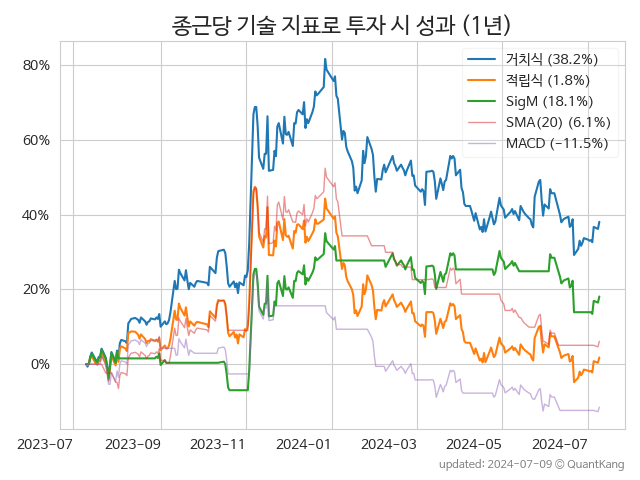 종근당 기술 지표로 투자 시 성과 (1년)
거치식 (38.2%)
적립식 (1.8%)
SigM (18.1%)
SMA(20) (6.1%)
MACD (−11.5%)
80%
60%
40%
20%
0%
2023-07 2023-09 2023-11 2024-01 2024-03 2024-05 2024-07
updated: 2024-07-09 © QuantKang